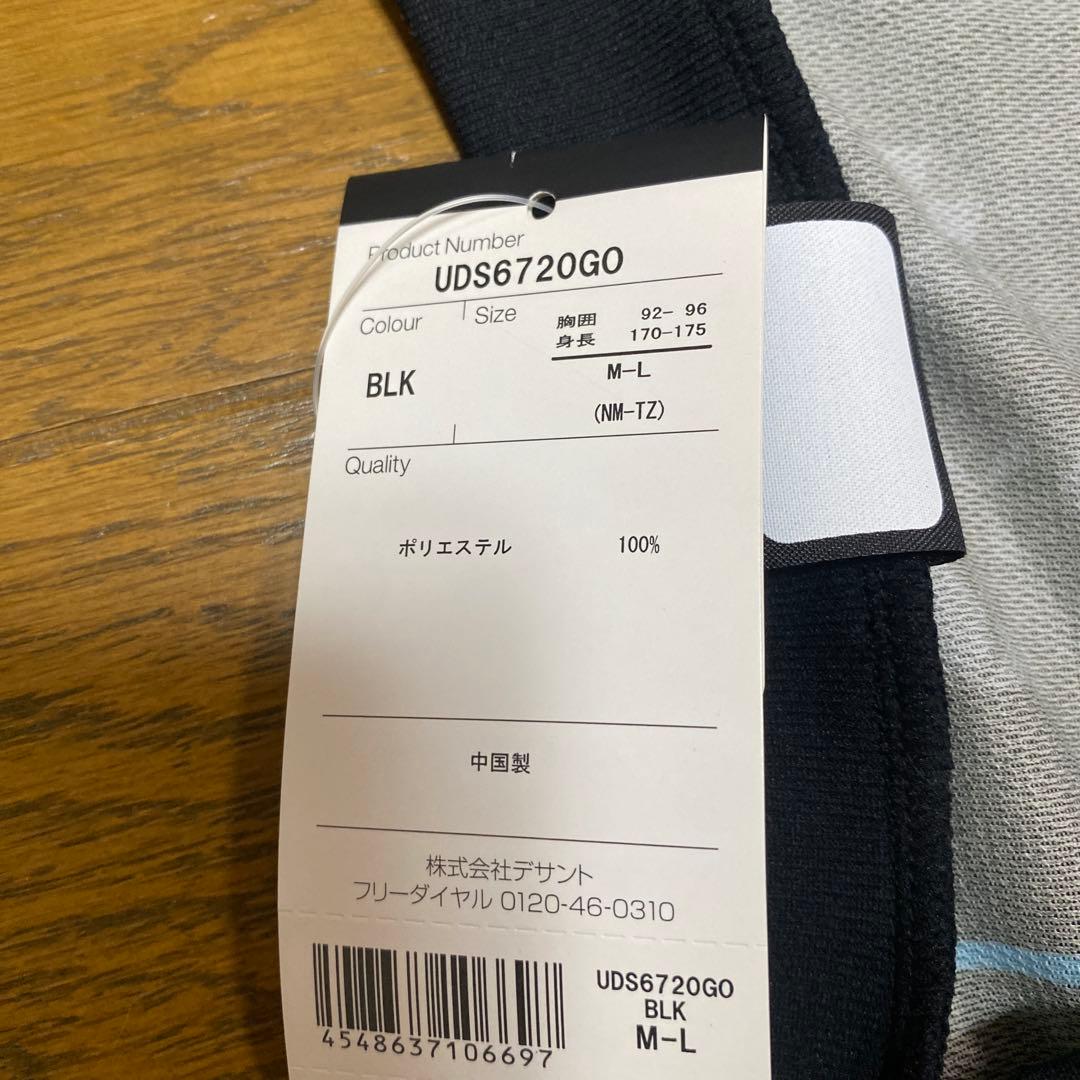 Product Number
UDS6720GO
Colour
Size
胸囲 92- 96
身長 170-175
BLK
M-L
(NM-TZ)
Quality
ポリエステル 100%
中国製
株式会社デサント
フリーダイヤル 0120-46-0310
UDS6720GO
BLK
M-L
4548637106697